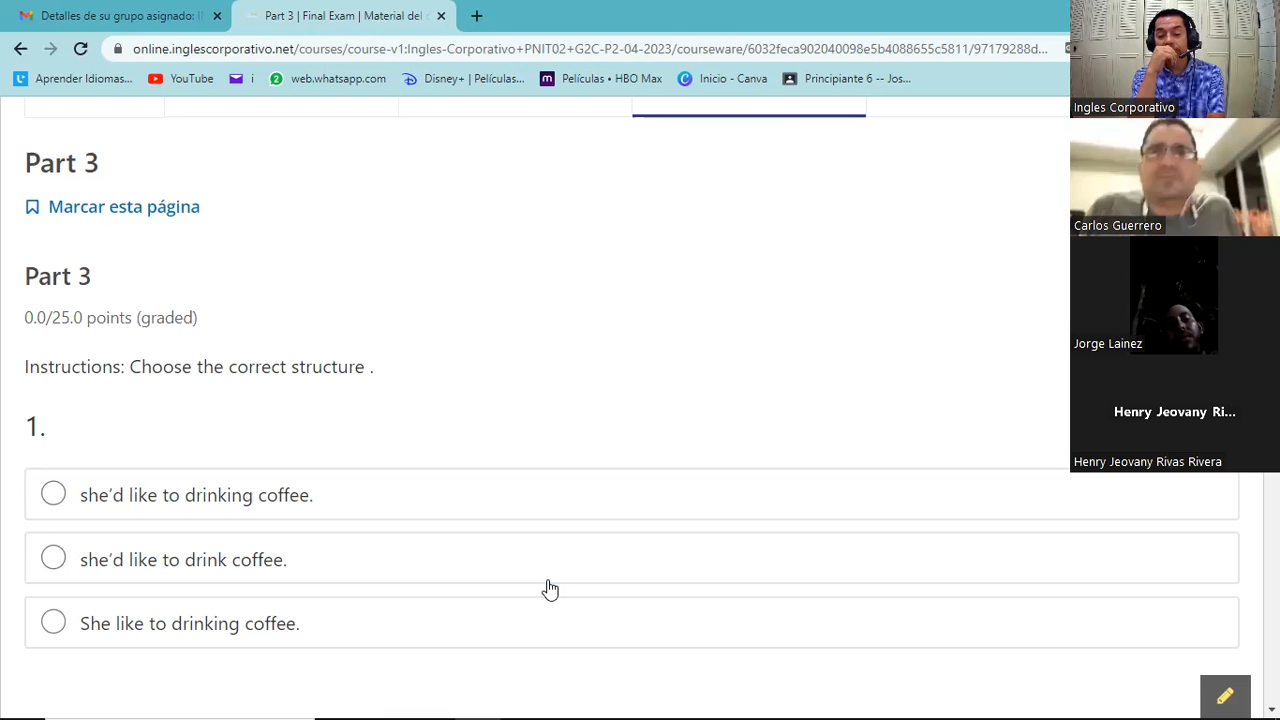 Detalles de su grupo asignado: I
Part 3 | Final Exam | Material de
online.inglescorporativo.net/courses/course-v1:Ingles-Corporativo+PNIT02+G2C-P2-04-2023/courseware/6032feca902040098e5b4088655c5811/97179288d...
Aprender Idiomas...
YouTube
i
web.whatsapp.com
Disney+ | Películas...
Películas • HBO Max
Inicio - Canva
Principiante 6 -- Jos...
Ingles Corporativo
Carlos Guerrero
Jorge Lainez
Henry Jeovany Ri...
Henry Jeovany Rivas Rivera
Part 3
Marcar esta página
Part 3
0.0/25.0 points (graded)
Instructions: Choose the correct structure .
1.
she’d like to drinking coffee.
she’d like to drink coffee.
She like to drinking coffee.